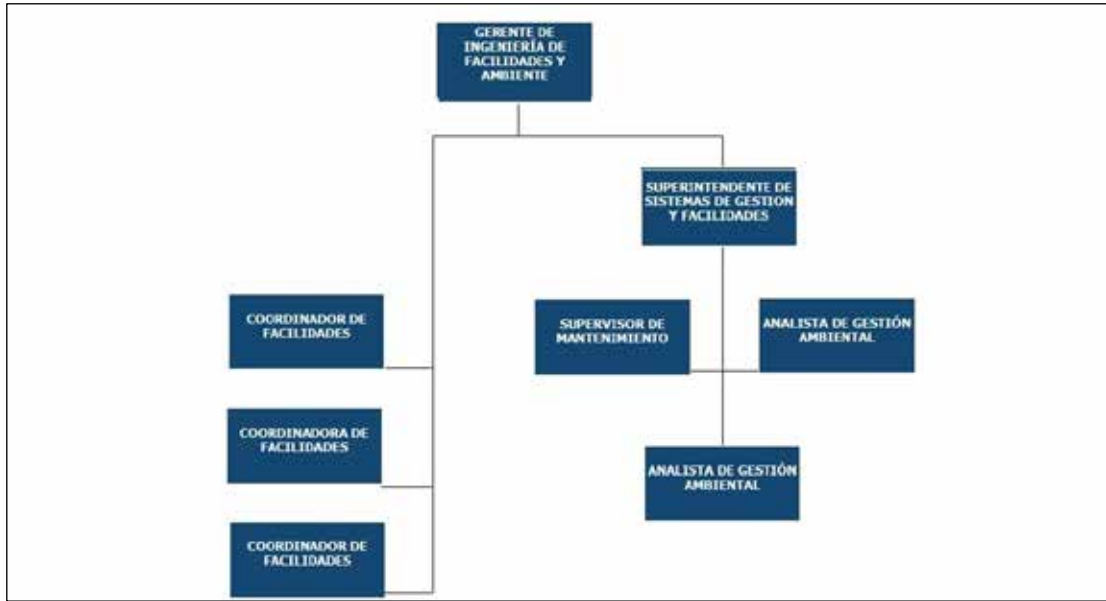 GERENTE DE
INGENIERÍA DE
FACILIDADES Y
AMBIENTE
SUPERINTENDENTE DE
SISTEMAS DE GESTION
Y FACILIDADES
COORDINADOR DE
FACILIDADES
SUPERVISOR DE
MANTENIMIENTO
ANALISTA DE GESTIÓN
AMBIENTAL
COORDINADORA DE
FACILIDADES
ANALISTA DE GESTIÓN
AMBIENTAL
COORDINADOR DE
FACILIDADES